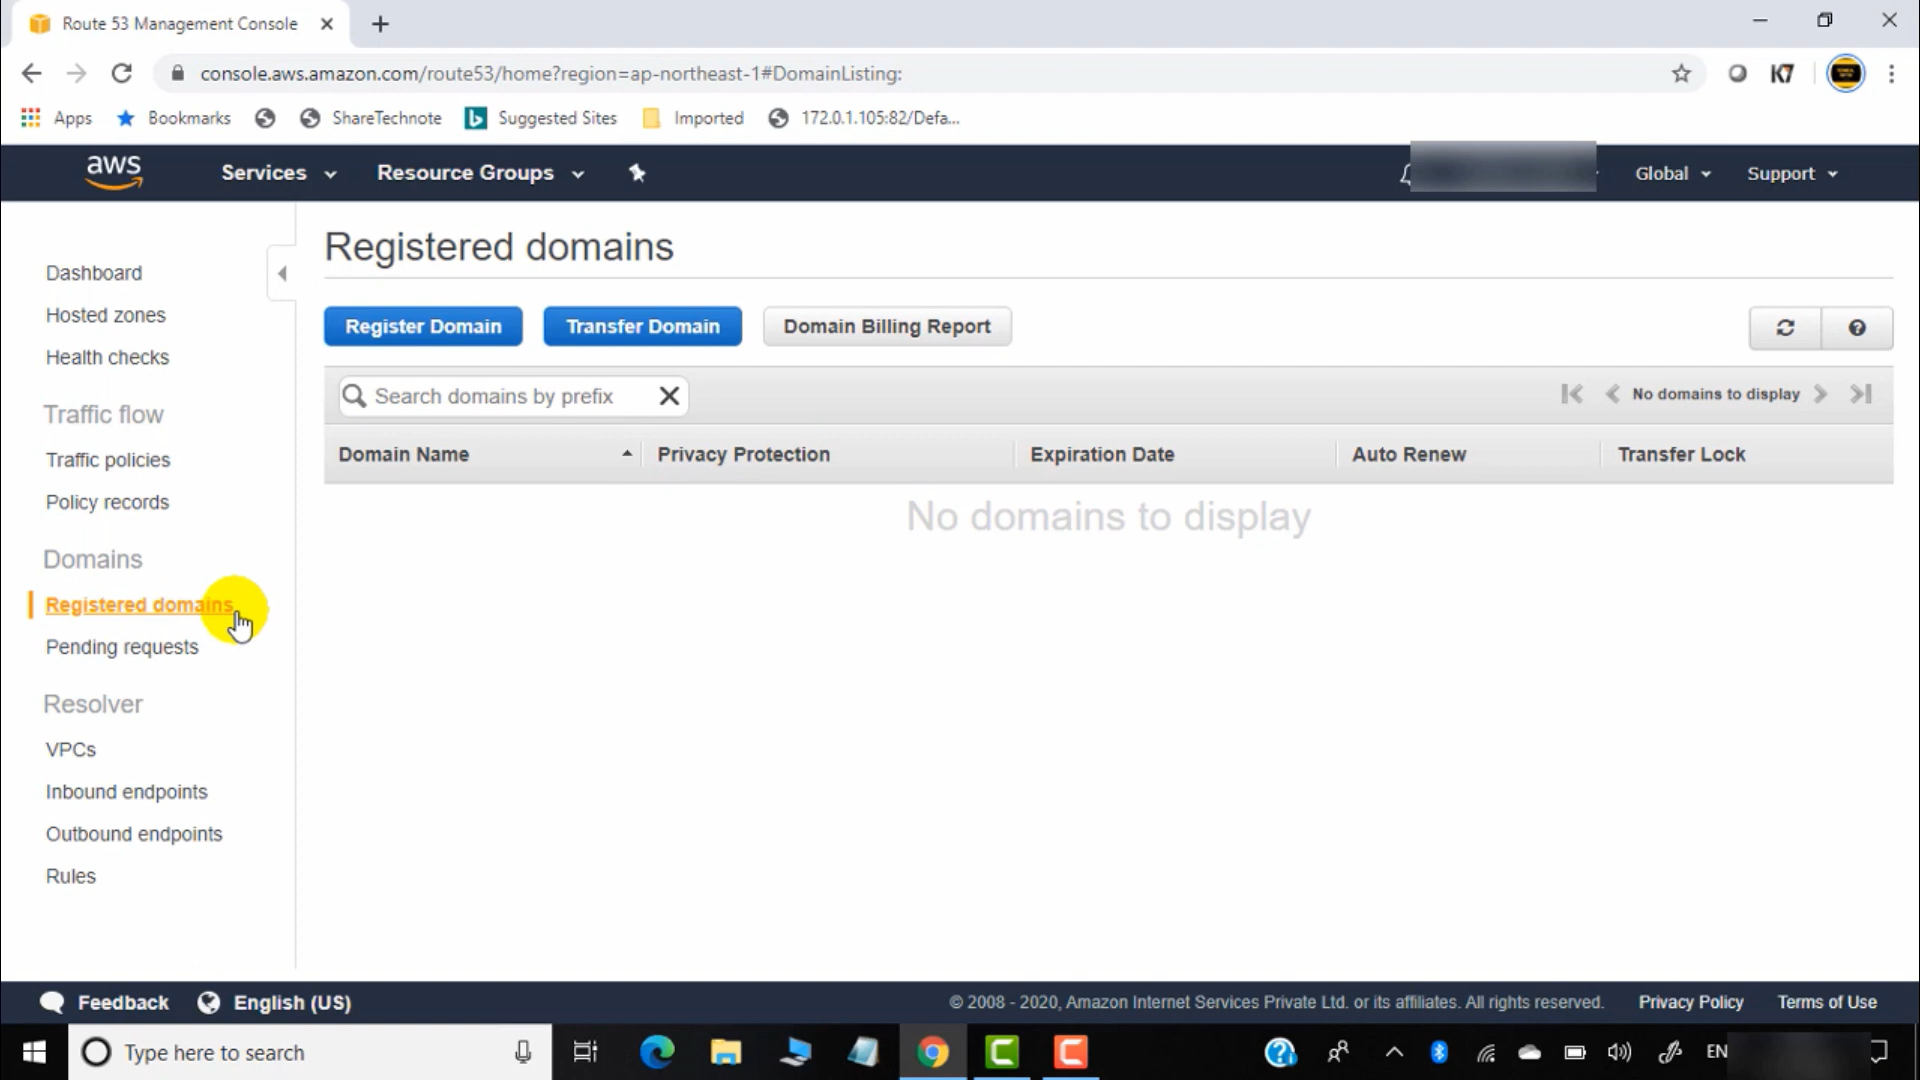 Route 53 Management Console
console.aws.amazon.com/route53/home?region=ap-northeast-1#DomainListing:
K7
Apps Bookmarks ShareTechnote Suggested Sites Imported 172.0.1.105:82/Defa...
aws Services Resource Groups Global Support
Registered domains
Dashboard
Hosted zones
Health checks
Traffic flow
Traffic policies
Policy records
Domains
Registered domains
Pending requests
Resolver
VPCs
Inbound endpoints
Outbound endpoints
Rules
Register Domain Transfer Domain Domain Billing Report
Search domains by prefix No domains to display
Domain Name Privacy Protection Expiration Date Auto Renew Transfer Lock
No domains to display
Feedback English (US) © 2008 - 2020, Amazon Internet Services Private Ltd. or its affiliates. All rights reserved. Privacy Policy Terms of Use
Type here to search EN